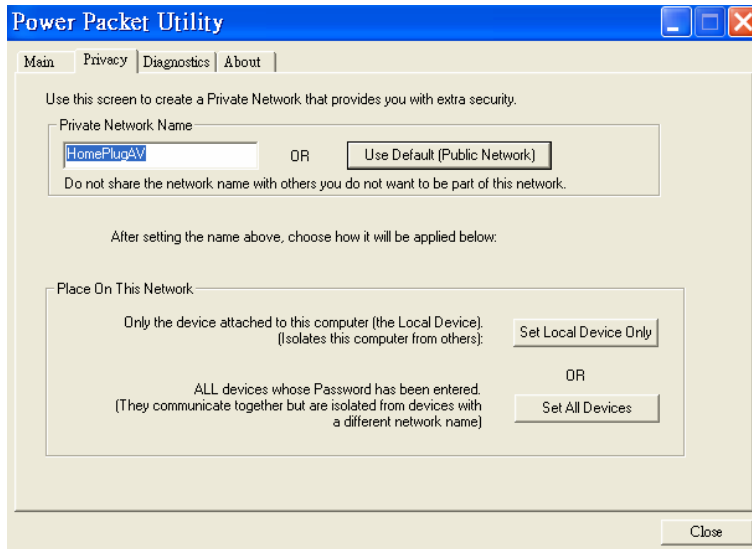 Power Packet Utility
Main Privacy Diagnostics About
Use this screen to create a Private Network that provides you with extra security.
Private Network Name
HomePlugAV OR Use Default (Public Network)
Do not share the network name with others you do not want to be part of this network.
After setting the name above, choose how it will be applied below:
Place On This Network
Only the device attached to this computer (the Local Device).
(Isolates this computer from others): Set Local Device Only
OR
ALL devices whose Password has been entered.
(They communicate together but are isolated from devices with Set All Devices
a different network name)
Close